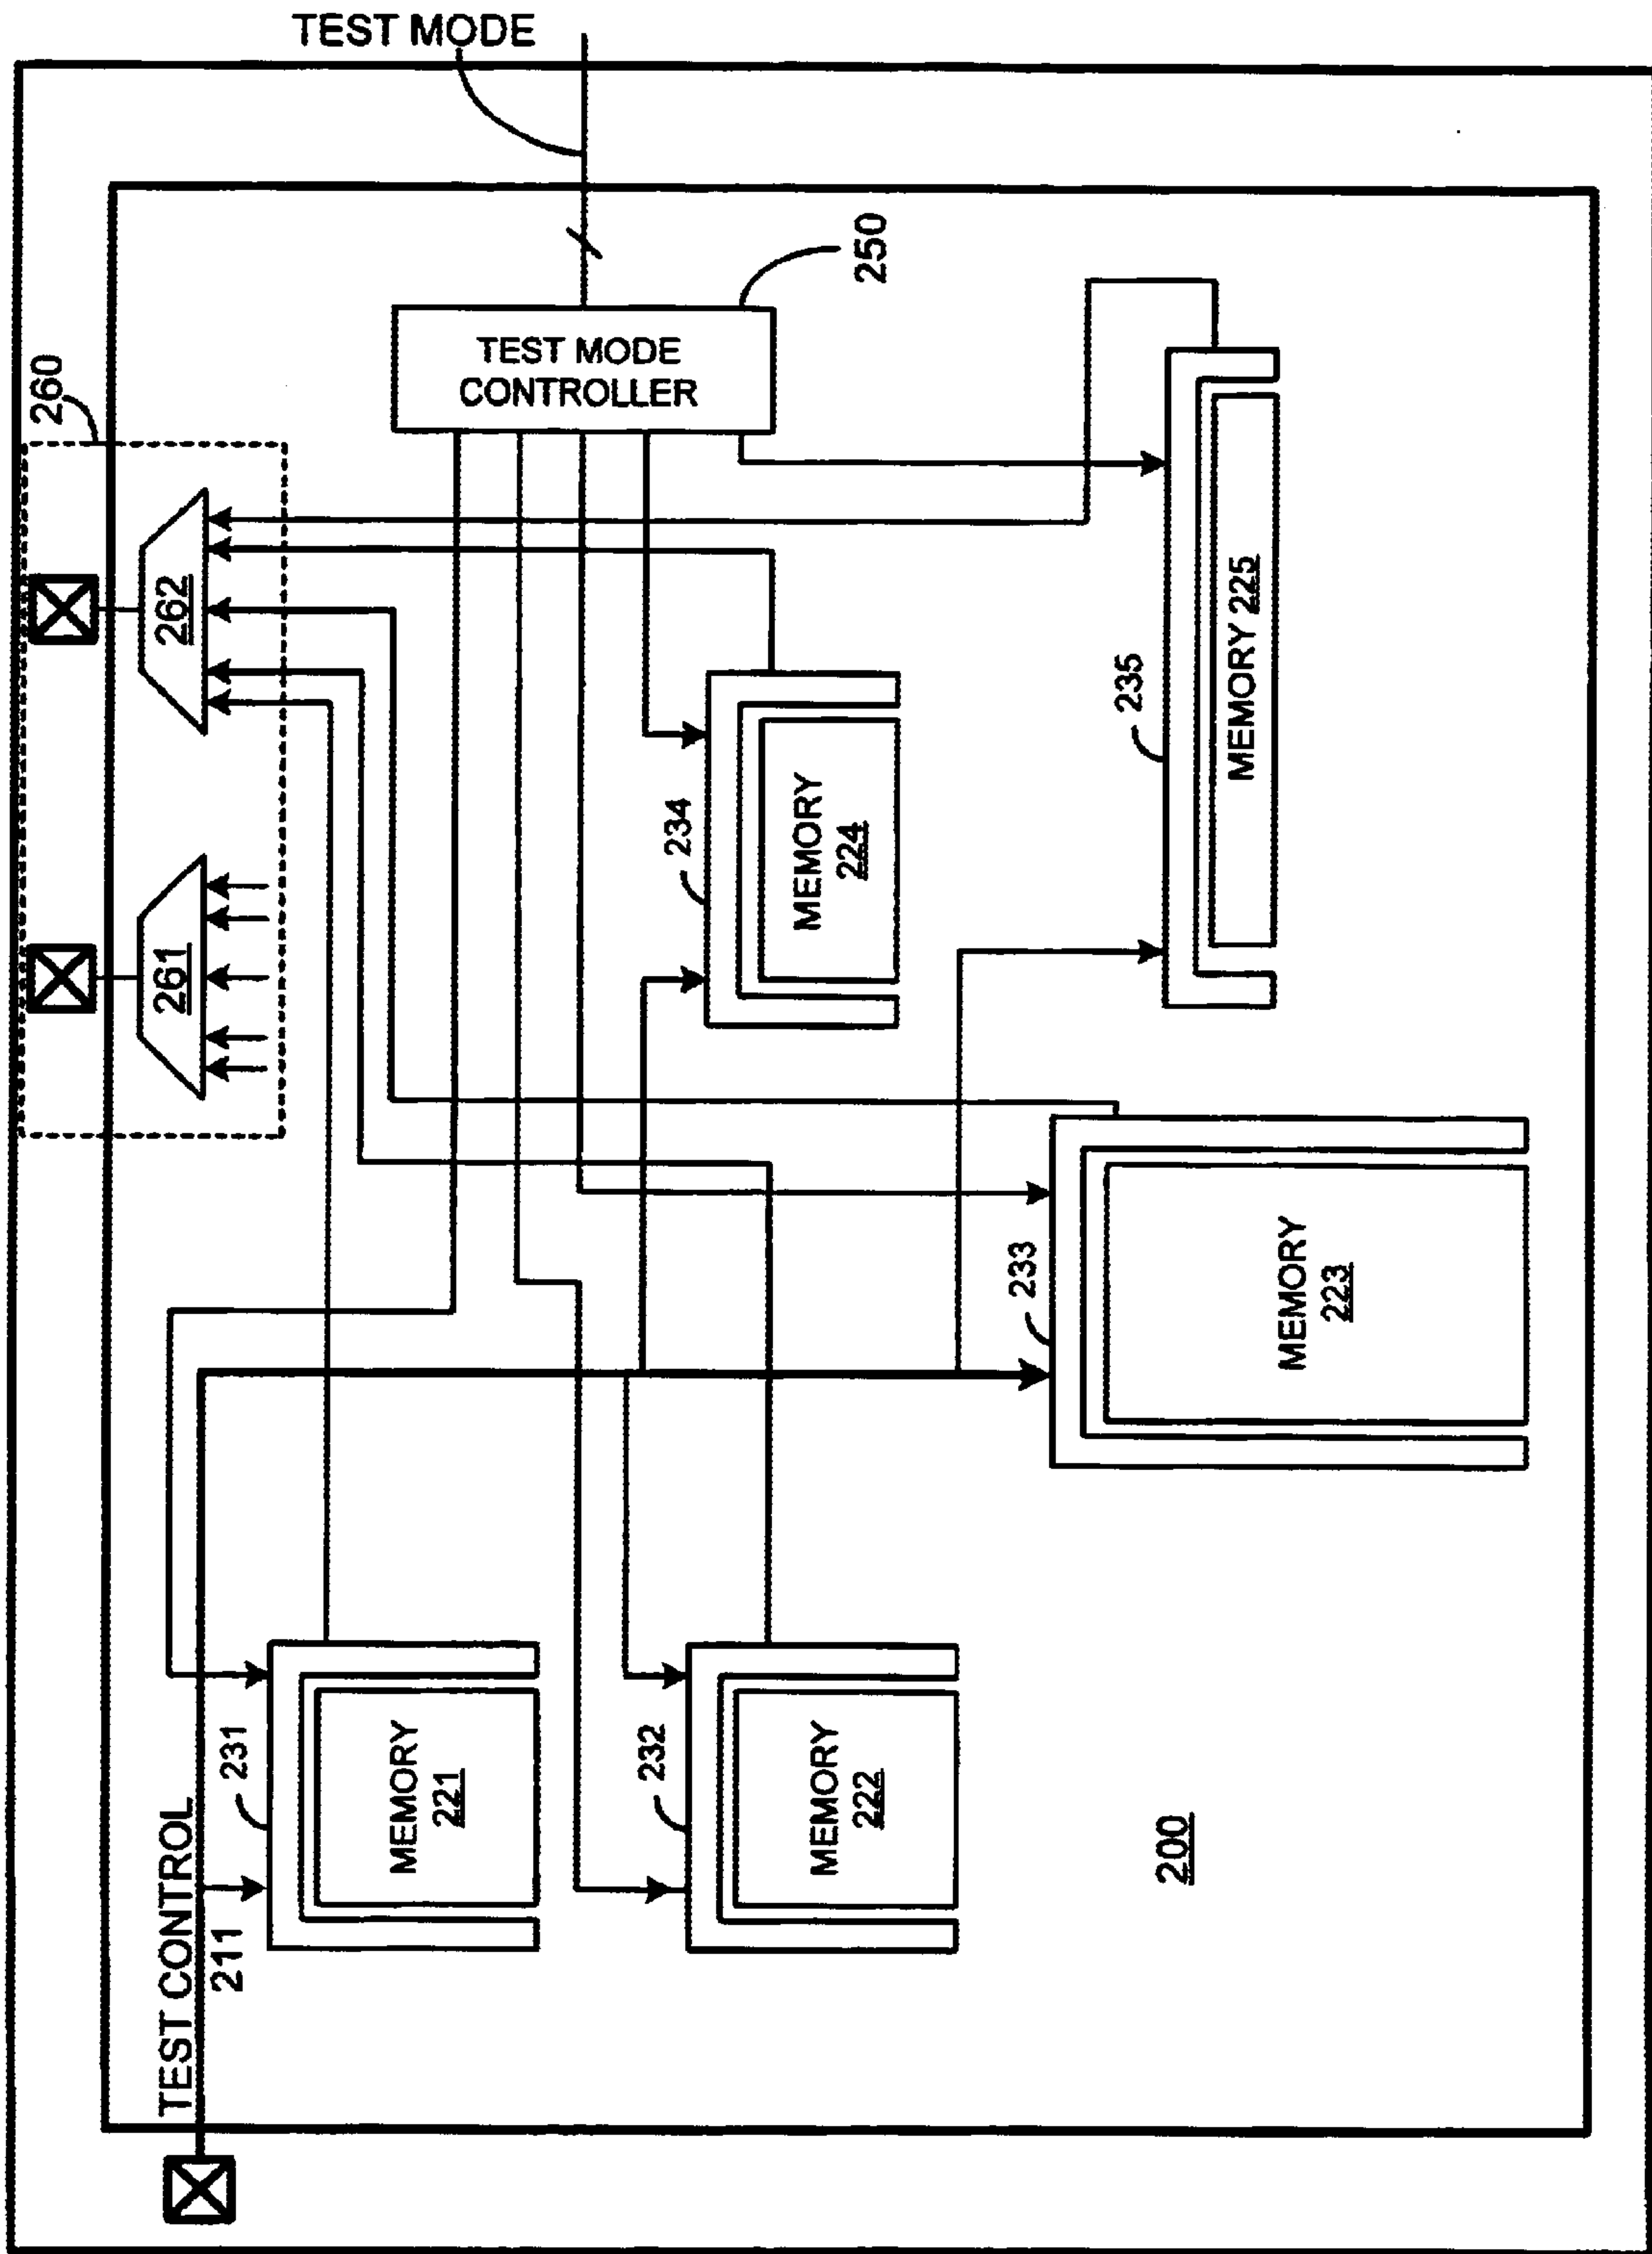 TEST MODE
260
262
261
TEST MODE
CONTROLLER
250
TEST CONTROL
211
231
MEMORY
221
232
MEMORY
222
234
MEMORY
224
235
MEMORY 225
233
MEMORY
223
200